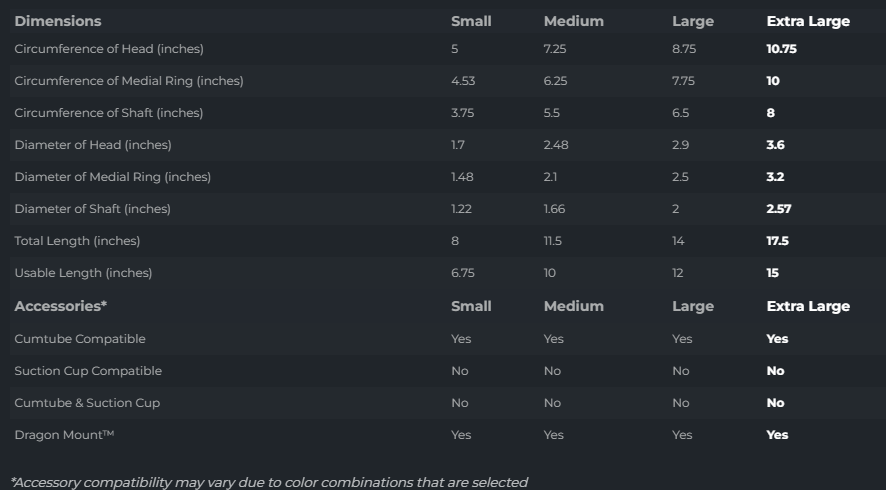 Dimensions Small Medium Large Extra Large
Circumference of Head (inches) 5 7.25 8.75 10.75
Circumference of Medial Ring (inches) 4.53 6.25 7.75 10
Circumference of Shaft (inches) 3.75 5.5 6.5 8
Diameter of Head (inches) 1.7 2.48 2.9 3.6
Diameter of Medial Ring (inches) 1.48 2.1 2.5 3.2
Diameter of Shaft (inches) 1.22 1.66 2 2.57
Total Length (inches) 8 11.5 14 17.5
Usable Length (inches) 6.75 10 12 15
Accessories* Small Medium Large Extra Large
Cumtube Compatible Yes Yes Yes Yes
Suction Cup Compatible No No No No
Cumtube & Suction Cup No No No No
Dragon Mount™ Yes Yes Yes Yes
*Accessory compatibility may vary due to color combinations that are selected